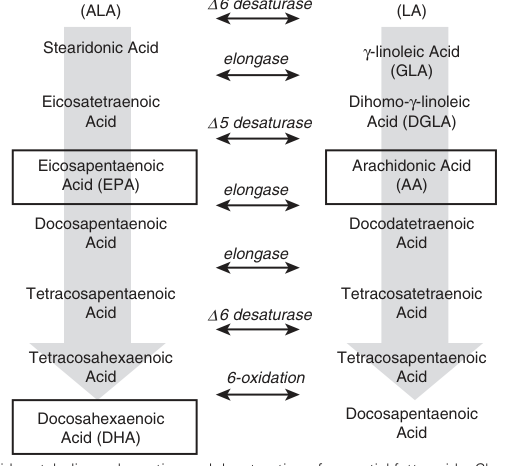 (ALA)
Δ6 desaturase
(LA)
Stearidonic Acid
elongase
γ-linoleic Acid
(GLA)
Eicosatetraenoic
Acid
Δ5 desaturase
Dihomo-γ-linoleic
Acid (DGLA)
Eicosapentaenoic
Acid (EPA)
elongase
Arachidonic Acid
(AA)
Docosapentaenoic
Acid
elongase
Docodatetraenoic
Acid
Tetracosapentaenoic
Acid
Δ6 desaturase
Tetracosatetraenoic
Acid
Tetracosahexaenoic
Acid
6-oxidation
Tetracosapentaenoic
Acid
Docosahexaenoic
Acid (DHA)
Docosapentaenoic
Acid